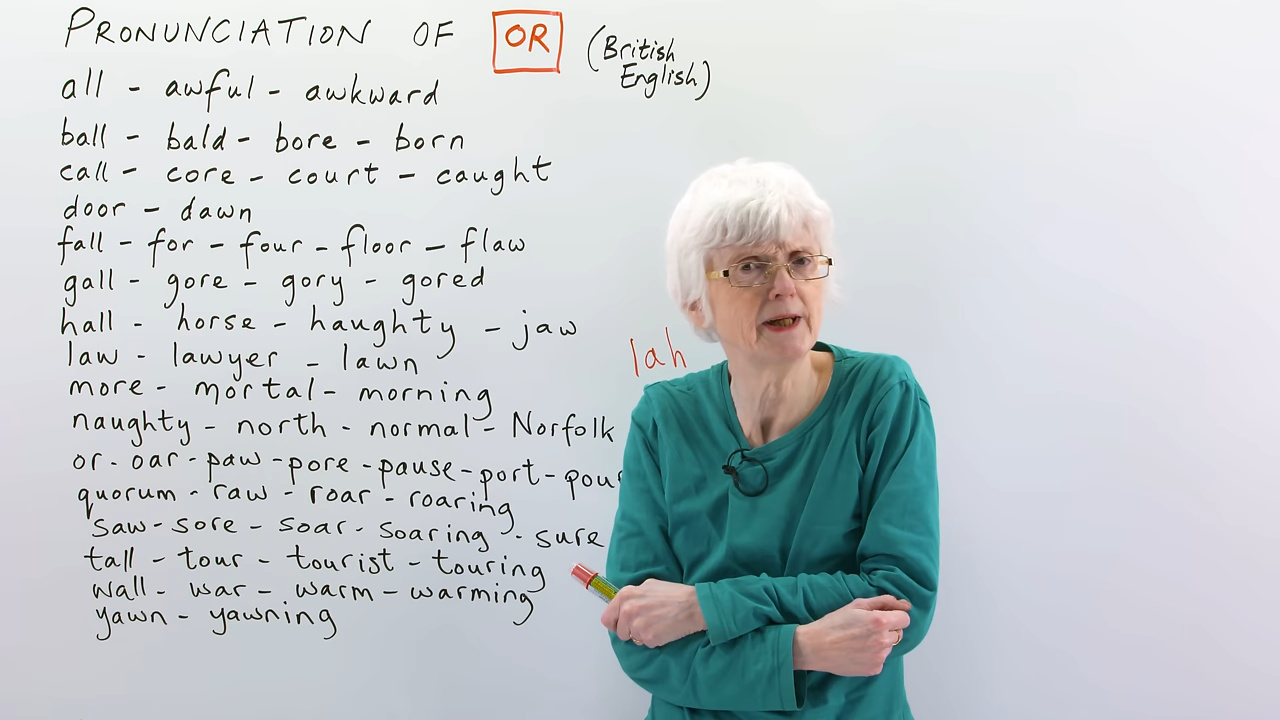 PRONUNCIATION OF OR (British English)
all - awful - awkward
ball - bald - bore - born
call - core - court - caught
door - dawn
fall - for - four - floor - flaw
gall - gore - gory - gored
hall - horse - haughty - jaw
law - lawyer - lawn
lah
more - mortal - morning
naughty - north - normal - Norfolk
or - oar - paw - pore - pause - port - pour
quorum - raw - roar - roaring
saw - sore - soar - soaring - sure
tall - tour - tourist - touring
wall - war - warm - warming
yawn - yawning